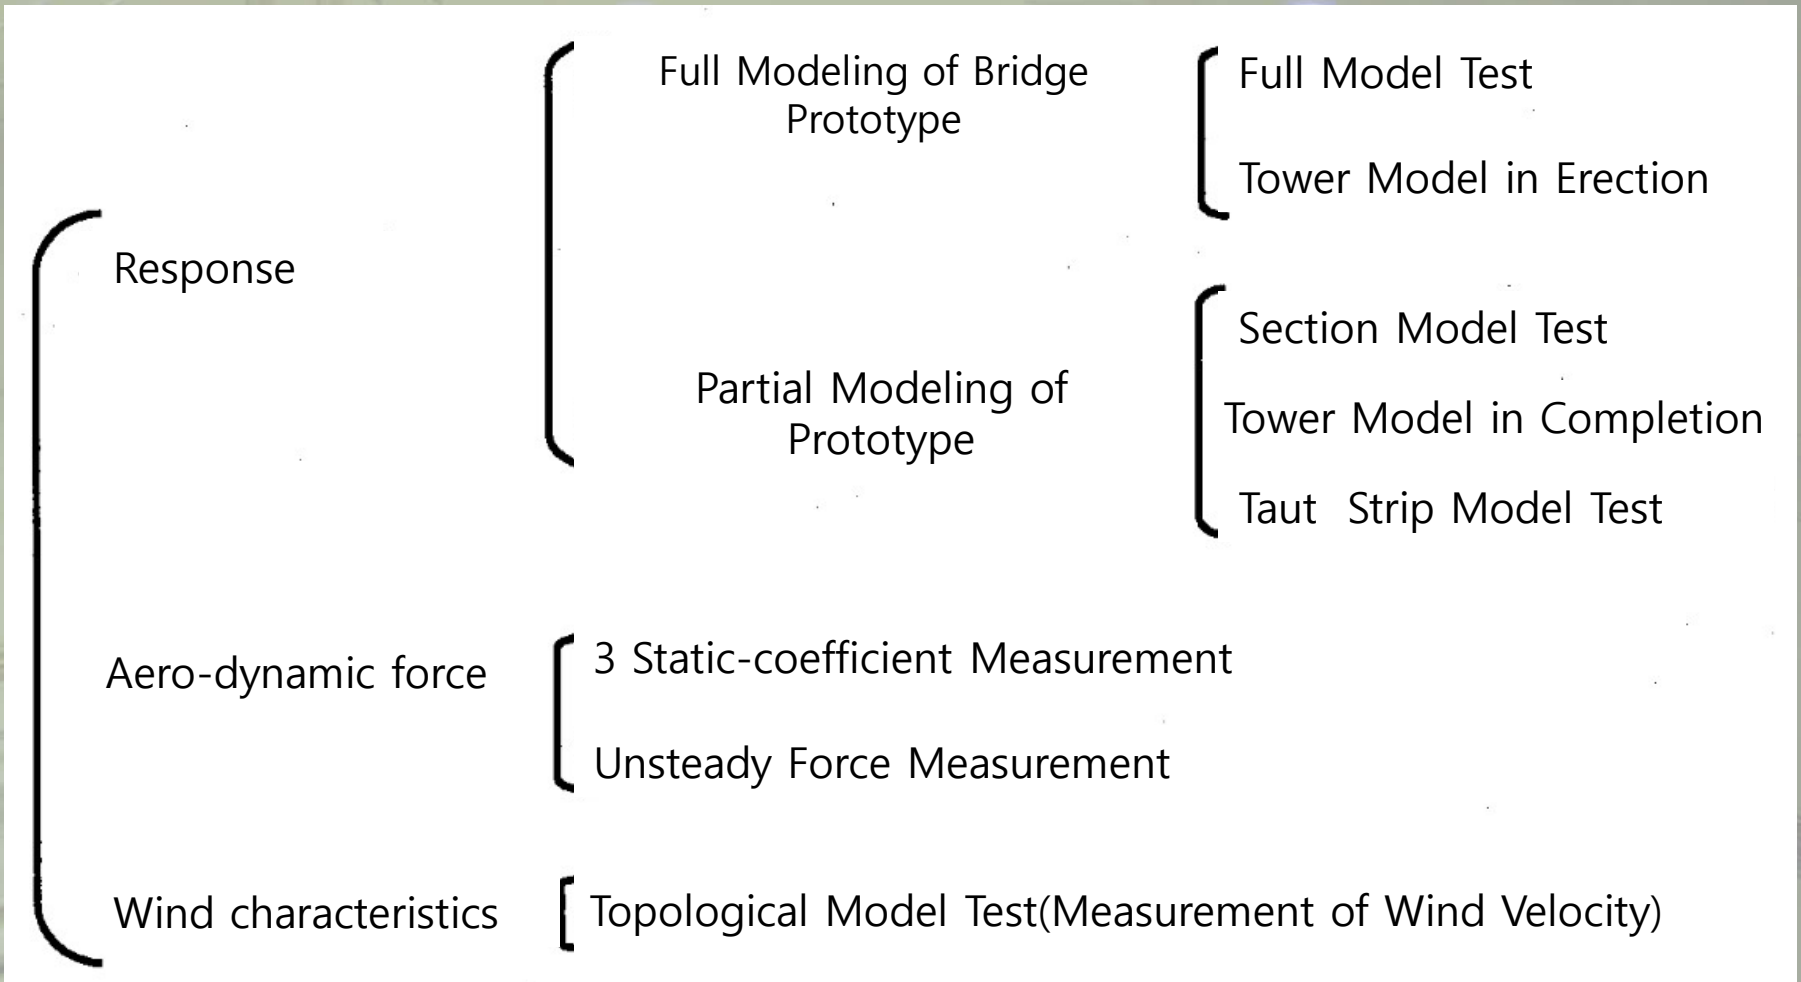 Full Modeling of Bridge
Prototype
Full Model Test
Tower Model in Erection
Response
Partial Modeling of
Prototype
Section Model Test
Tower Model in Completion
Taut Strip Model Test
Aero-dynamic force
3 Static-coefficient Measurement
Unsteady Force Measurement
Wind characteristics
Topological Model Test(Measurement of Wind Velocity)